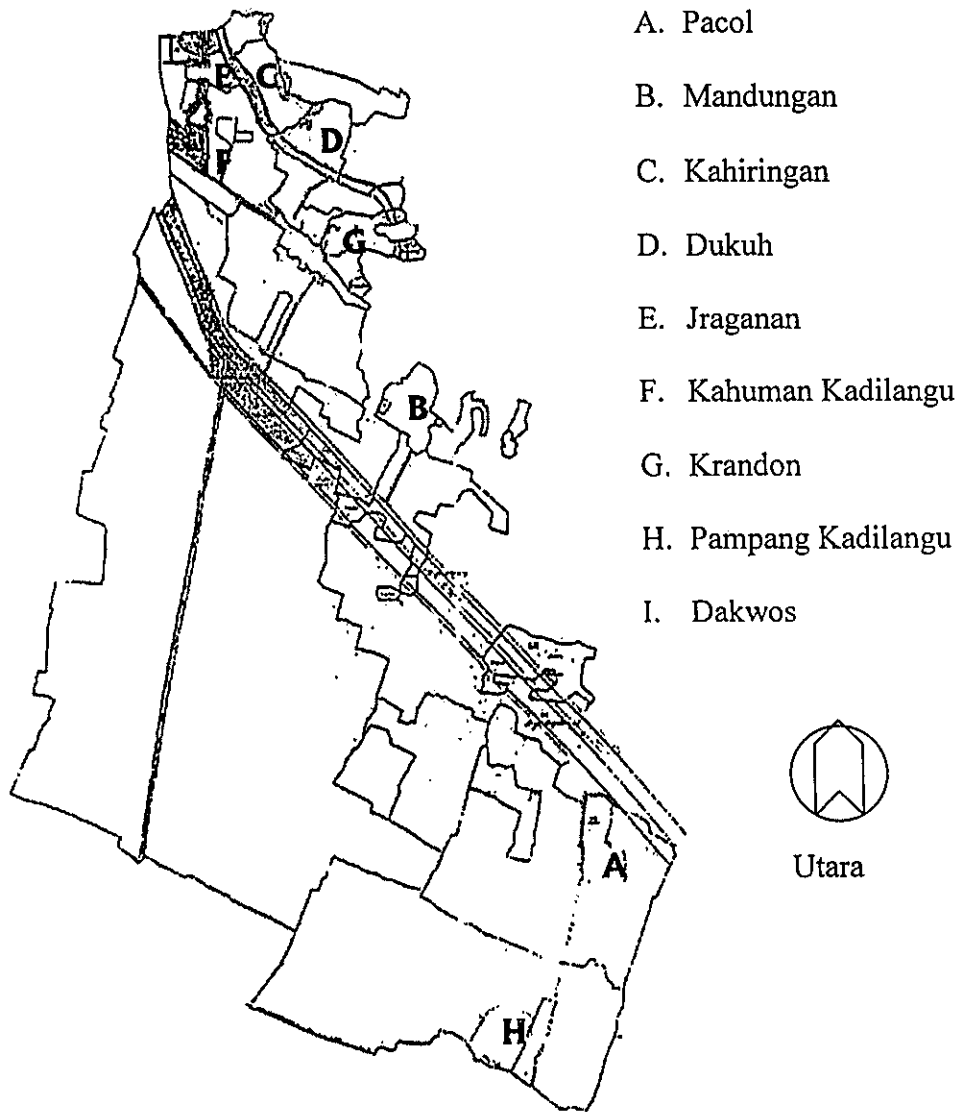 A. Pacol
B. Mandungan
C. Kahiringan
D. Dukuh
E. Jraganan
F. Kahuman Kadilangu
G. Krandon
H. Pampang Kadilangu
I. Dakwos
Utara
I
C
D
G
B
A
H